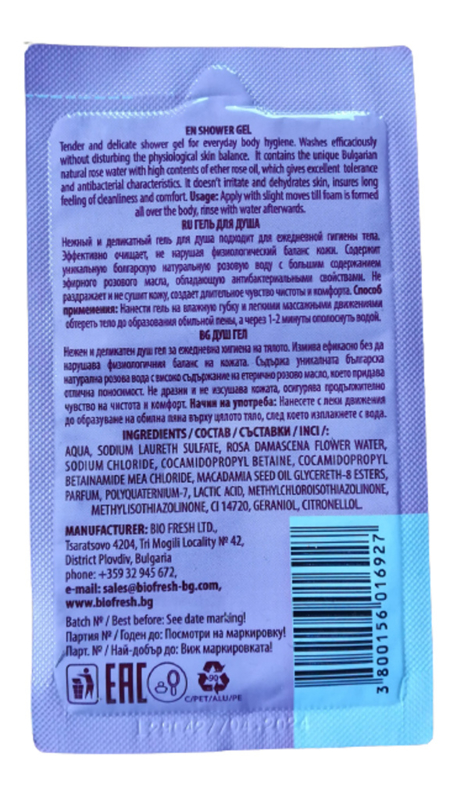 EN SHOWER GEL
Tender and delicate shower gel for everyday body hygiene. Washes efficaciously
without disturbing the physiological skin balance. It contains the unique Bulgarian
natural rose water with high contents of ether rose oil, which gives excellent tolerance
and antibacterial characteristics. It doesn't irritate and dehydrates skin, insures long
feeling of cleanliness and comfort. Usage: Apply with slight moves till foam is formed
all over the body, rinse with water afterwards.
RU ГЕЛЬ ДЛЯ ДУША
Нежный и деликатный гель для душа подходит для ежедневной гигиены тела.
Эффективно очищает, не нарушая физиологический баланс кожи. Содержит
уникальную болгарскую натуральную розовую воду с большим содержанием
эфирного розового масла, обладающую антибактериальными свойствами. Не
раздражает и не сушит кожу, создает длительное чувство чистоты и комфорта. Способ
применения: Нанести гель на влажную губку и легкими массажными движениями
обтереть тело до образования обильной пены, а через 1-2 минуты ополоснуть водой.
BG ДУШ ГЕЛ
Нежен и деликатен душ гел за ежедневна хигиена на тялото. Измива ефикасно без да
нарушава физиологичния баланс на кожата. Съдържа уникалната българска
натурална розова вода с високо съдържание на етерично розово масло, което придава
отлична поносимост. Не дразни и не изсушава кожата, осигурява продължително
чувство на чистота и комфорт. Начин на употреба: Нанесете с леки движения
до образуване на обилна пяна върху цялото тяло, след което изплакнете с вода.
INGREDIENTS / СОСТАВ / СЪСТАВКИ / INCI /:
AQUA, SODIUM LAURETH SULFATE, ROSA DAMASCENA FLOWER WATER,
SODIUM CHLORIDE, COCAMIDOPROPYL BETAINE, COCAMIDOPROPYL
BETAINAMIDE MEA CHLORIDE, MACADAMIA SEED OIL GLYCERETH-8 ESTERS,
PARFUM, POLYQUATERNIUM-7, LACTIC ACID, METHYLCHLOROISOTHIAZOLINONE,
METHYLISOTHIAZOLINONE, CI 14720, GERANIOL, CITRONELLOL.
MANUFACTURER: BIO FRESH LTD.,
Tsaratsovo 4204, Tri Mogili Locality № 42,
District Plovdiv, Bulgaria
phone: +359 32 945 672,
e-mail: sales@biofresh-bg.com,
www.biofresh.bg
Batch № / Best before: See date marking!
Партия № / Годен до: Посмотри на маркировку!
Парт. № / Най-добър до: Виж маркировката!
EAC
90
C/PET/ALU/PE
3 800156 016927